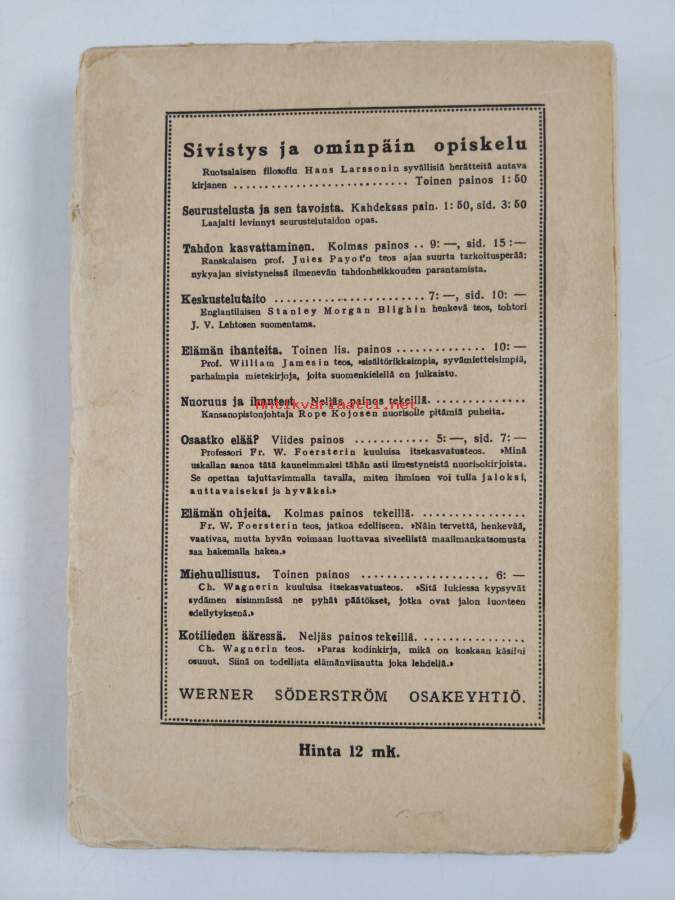 Sivistys ja ominpäin opiskelu
Ruotsalaisen filosofin Hans Larssonin syvällisiä herätteitä antava
kirjanen ............................ Toinen painos 1:50
Seurustelusta ja sen tavoista. Kahdeksas pain. 1:50, sid. 3:50
Laajalti levinnyt seurustelutaidon opas.
Tahdon kasvattaminen. Kolmas painos .. 9: —, sid. 15: —
Ranskalaisen prof. Jules Payot'n teos ajaa suurta tarkoitusperää:
nykyajan sivistyneissä ilmenevän tahdonheikkouden parantamista.
Keskustelutaito ........................ 7: —, sid. 10: —
Englantilaisen Stanley Morgan Blighin henkevä teos, tohtori
J. V. Lehtosen suomentama.
Elämän ihanteita. Toinen lis. painos ............. 10: —
Prof. William Jamesin teos, »sisältörikkaimpia, syvämietteisimpiä,
parhaimpia mietekirjoja, joita suomenkielellä on julkaistu.
Nuoruus ja ihanteet. Neljäs painos tekeillä. ..............
Antikvariaatti.net
Kansanopistonjohtaja Rope Kojosen nuorisolle pitämiä puheita.
Osaatko elää? Viides painos ............ 5: —, sid. 7: —
Professori Fr. W. Foersterin kuuluisa itsekasvatusteos. »Minä
uskallan sanoa tätä kauneimmaksi tähän asti ilmestyneistä nuorisokirjoista.
Se opettaa tajuttavimmalla tavalla, miten ihminen voi tulla jaloksi,
auttavaiseksi ja hyväksi.»
Elämän ohjeita. Kolmas painos tekeillä. ..................
Fr. W. Foersterin teos, jatkoa edelliseen. »Näin tervettä, henkevää,
vaativaa, mutta hyvän voimaan luottavaa siveellistä maailmankatsomusta
saa hakemalla hakea.»
Miehuullisuus. Toinen painos ................... 6: —
Ch. Wagnerin kuuluisa itsekasvatusteos. »Sitä lukiessa kypsyvät
sydämen sisimmässä ne pyhät päätökset, jotka ovat jalon luonteen
edellytyksenä.»
Kotilieden ääressä. Neljäs painos tekeillä. ................
Ch. Wagnerin teos. »Paras kodinkirja, mikä on koskaan käsiini
osunut. Siinä on todellista elämänviisautta joka lehdellä.»
WERNER SÖDERSTRÖM OSAKEYHTIÖ.
Hinta 12 mk.